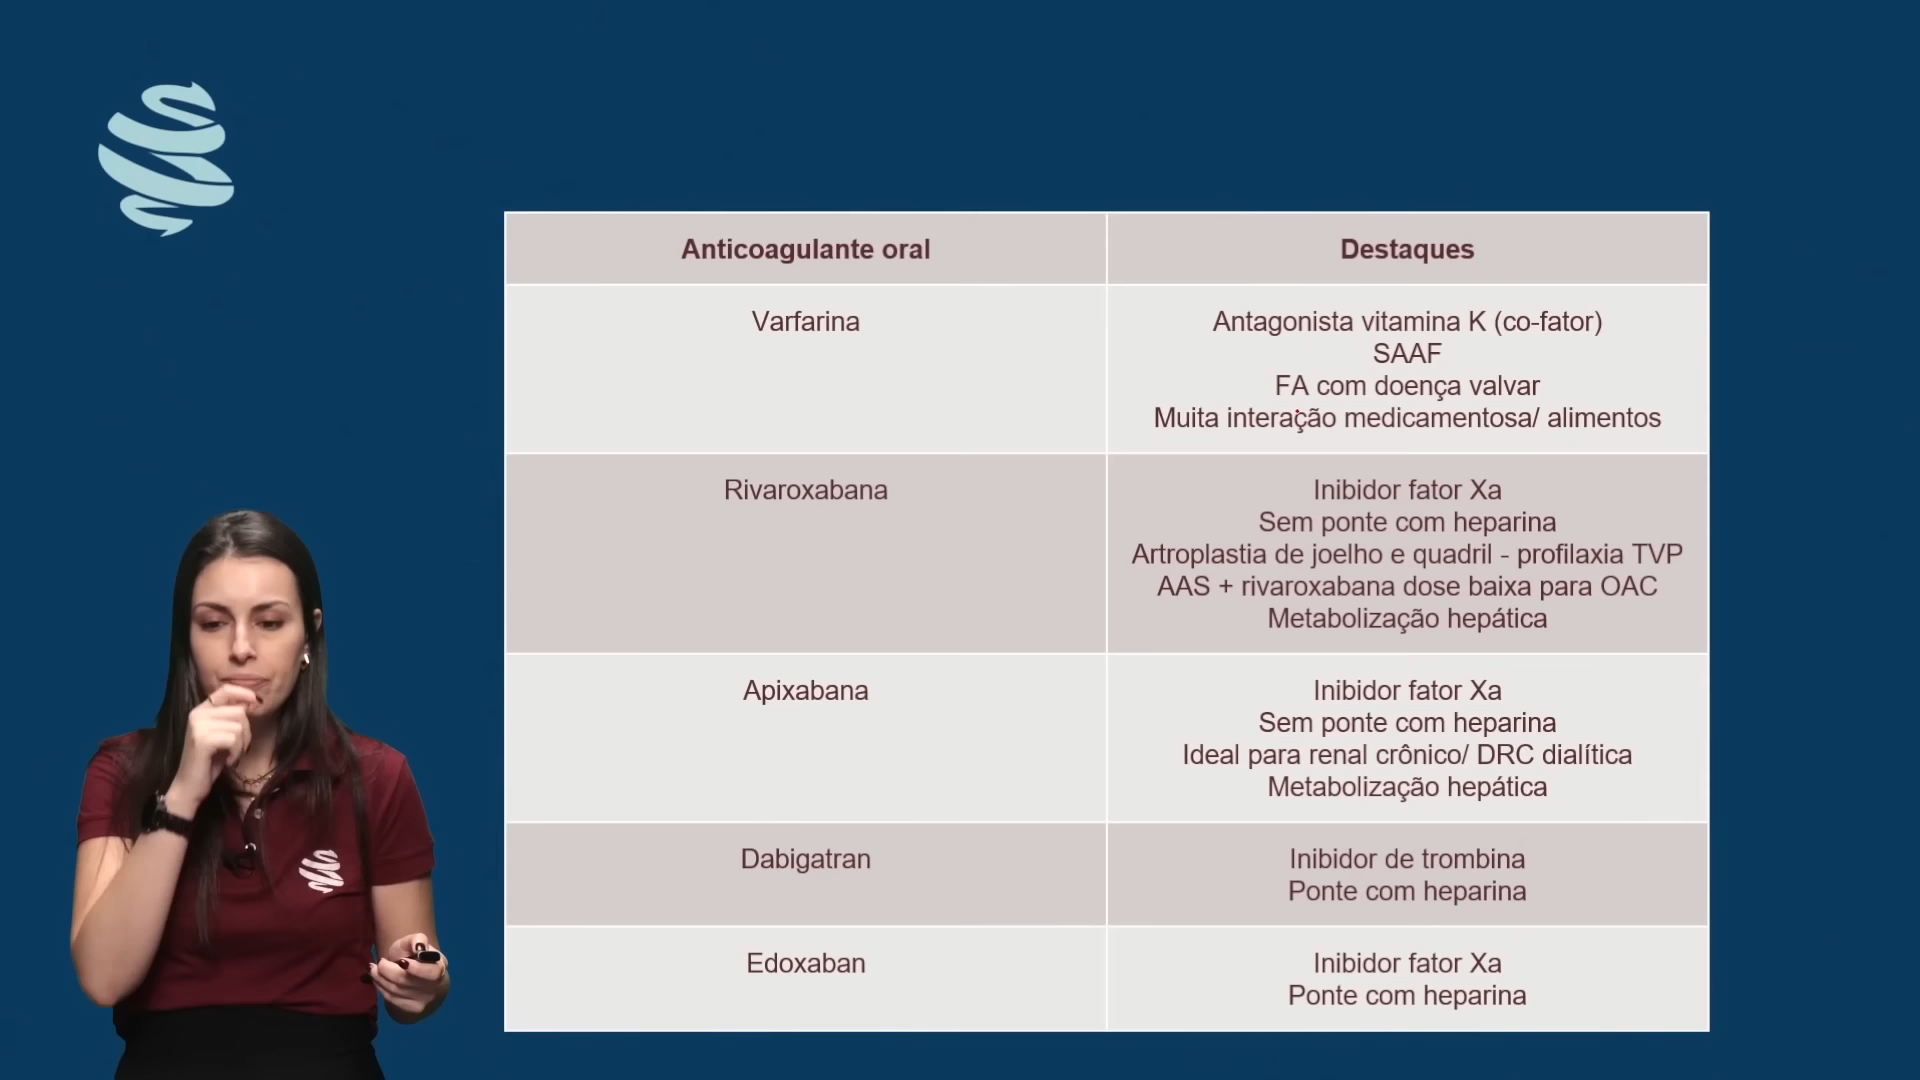 Anticoagulante oral
Destaques
Varfarina
Antagonista vitamina K (co-fator)
SAAF
FA com doença valvar
Muita interação medicamentosa/ alimentos
Rivaroxabana
Inibidor fator Xa
Sem ponte com heparina
Artroplastia de joelho e quadril - profilaxia TVP
AAS + rivaroxabana dose baixa para OAC
Metabolização hepática
Apixabana
Inibidor fator Xa
Sem ponte com heparina
Ideal para renal crônico/ DRC dialítica
Metabolização hepática
Dabigatran
Inibidor de trombina
Ponte com heparina
Edoxaban
Inibidor fator Xa
Ponte com heparina